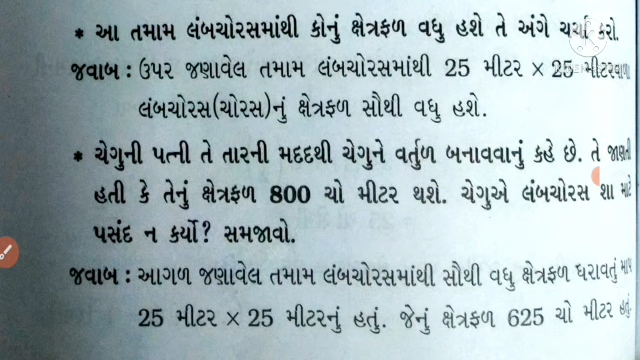 * આ તમામ લંબચોરસમાંથી કોનું ક્ષેત્રફળ વધુ હશે તે અંગે ચર્ચા કરો.
જવાબ : ઉપર જણાવેલ તમામ લંબચોરસમાંથી 25 મીટર × 25 મીટરવાળા
લંબચોરસ(ચોરસ)નું ક્ષેત્રફળ સૌથી વધુ હશે.
* ચેગુની પત્ની તે તારની મદદથી ચેગુને વર્તુળ બનાવવાનું કહે છે. તે જાણતી
હતી કે તેનું ક્ષેત્રફળ 800 ચો મીટર થશે. ચેગુએ લંબચોરસ શા માટે
પસંદ ન કર્યો? સમજાવો.
જવાબ : આગળ જણાવેલ તમામ લંબચોરસમાંથી સૌથી વધુ ક્ષેત્રફળ ધરાવતું માપ
25 મીટર × 25 મીટરનું હતું. જેનું ક્ષેત્રફળ 625 ચો મીટર હતું.